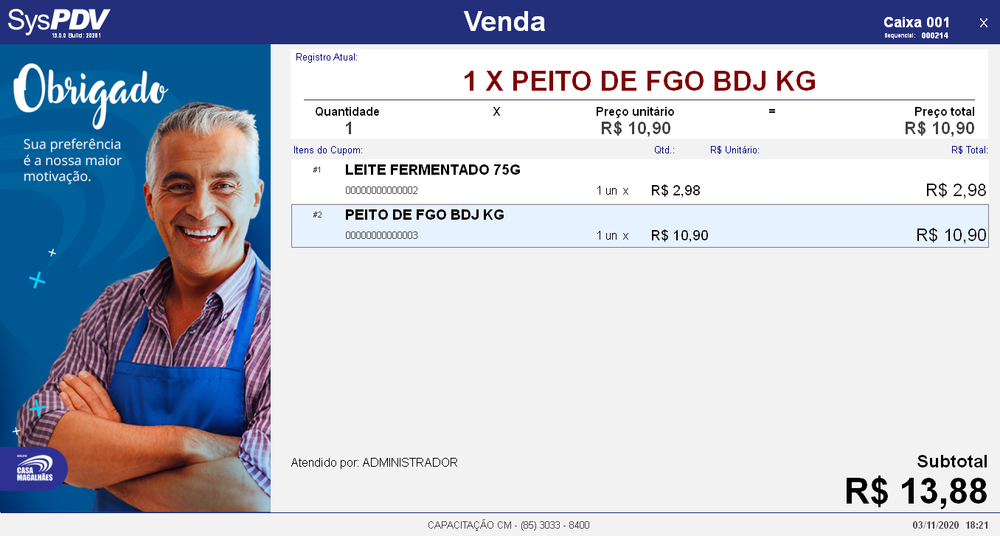 SysPDV
19.0.0 Build: 20261
Venda
Caixa 001
X
Sequencial: 000214
Obrigado
Sua preferência
é a nossa maior
motivação.
GRUPO
CASA
MAGALHÃES
Registro Atual:
1 X PEITO DE FGO BDJ KG
Quantidade X Preço unitário = Preço total
1 R$ 10,90 R$ 10,90
Itens do Cupom: Qtd.: R$ Unitário: R$ Total:
#1 LEITE FERMENTADO 75G
00000000000002 1 un x R$ 2,98 R$ 2,98
#2 PEITO DE FGO BDJ KG
00000000000003 1 un x R$ 10,90 R$ 10,90
Atendido por: ADMINISTRADOR
Subtotal
R$ 13,88
CAPACITAÇÃO CM - (85) 3033 - 8400
03/11/2020 18:21